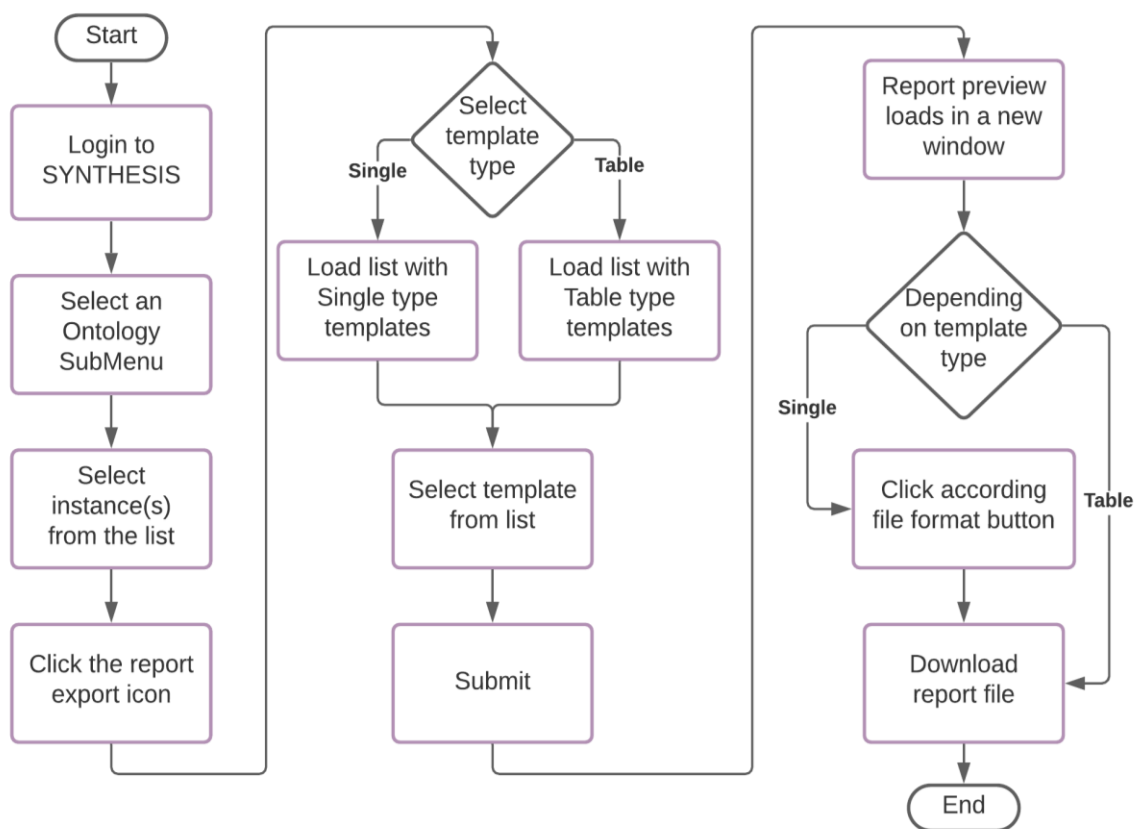 Start
Login to
SYNTHESIS
Select an
Ontology
SubMenu
Select
instance(s)
from the list
Click the report
export icon
Select
template
type
Single
Table
Load list with
Single type
templates
Load list with
Table type
templates
Select template
from list
Submit
Report preview
loads in a new
window
Depending
on template
type
Single
Table
Click according
file format button
Download
report file
End